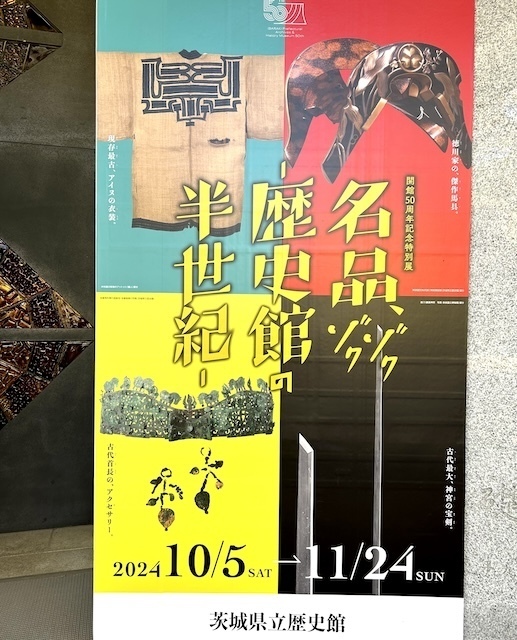 開館50周年記念特別展
名品、ゾクゾク
-歴史館の
半世紀-
現存最古、アイヌの衣裳。
徳川家の、傑作馬具。
古代首長の、アクセサリー。
古代最大、神宮の宝剣。
2024 10/5 SAT → 11/24 SUN
茨城県立歴史館